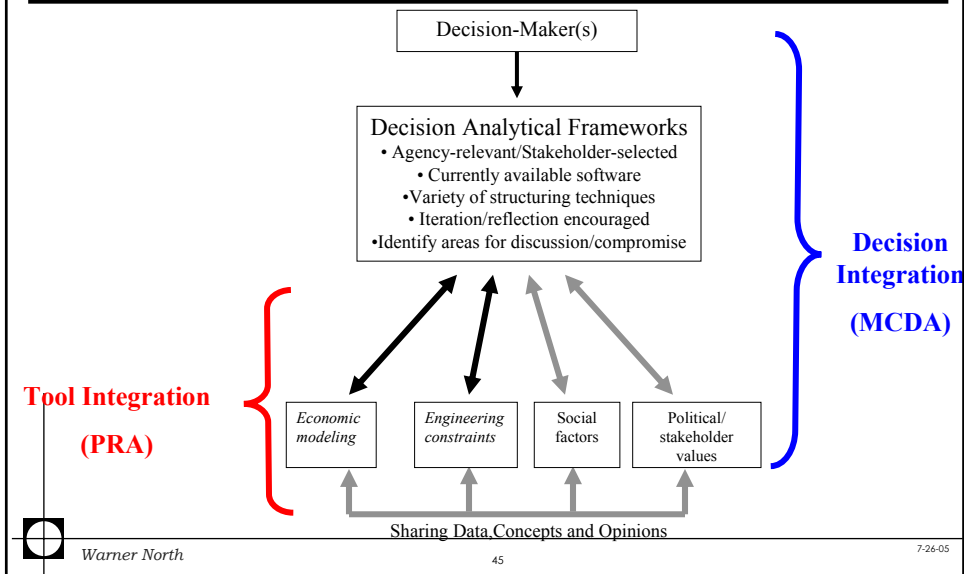 Decision-Maker(s)
Decision Analytical Frameworks
• Agency-relevant/Stakeholder-selected
• Currently available software
•Variety of structuring techniques
• Iteration/reflection encouraged
•Identify areas for discussion/compromise
Decision
Integration
(MCDA)
Tool Integration
(PRA)
Economic
modeling
Engineering
constraints
Social
factors
Political/
stakeholder
values
Sharing Data,Concepts and Opinions
Warner North
45
7-26-05